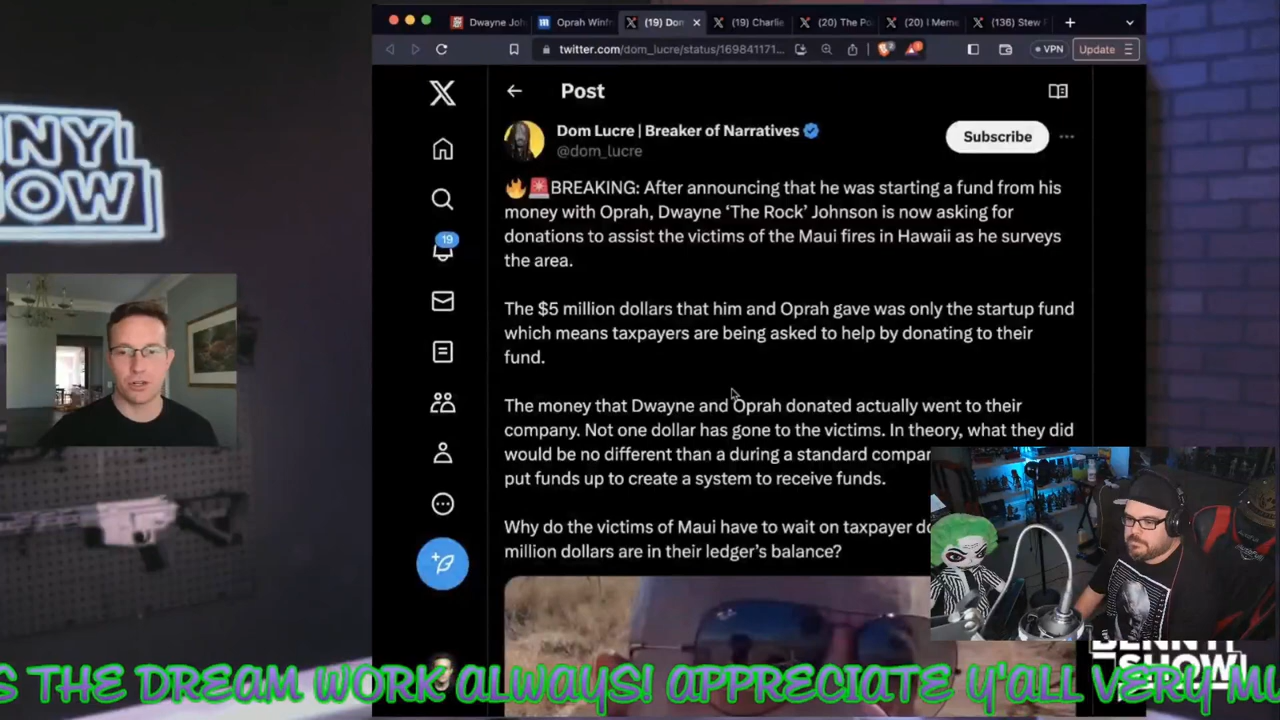 Dwayne Joh
Oprah Winfr
(19) Don
(19) Charlie
(20) The Po
(20) I Meme
(136) Stew
twitter.com/dom_lucre/status/169841171...
VPN
Update
NNY
OW
X
19
Post
Dom Lucre | Breaker of Narratives
@dom_lucre
Subscribe
🔥🚨BREAKING: After announcing that he was starting a fund from his
money with Oprah, Dwayne ‘The Rock’ Johnson is now asking for
donations to assist the victims of the Maui fires in Hawaii as he surveys
the area.
The $5 million dollars that him and Oprah gave was only the startup fund
which means taxpayers are being asked to help by donating to their
fund.
The money that Dwayne and Oprah donated actually went to their
company. Not one dollar has gone to the victims. In theory, what they did
would be no different than a during a standard compar
put funds up to create a system to receive funds.
Why do the victims of Maui have to wait on taxpayer do
million dollars are in their ledger’s balance?
BENNY
SHOW
S THE DREAM WORK ALWAYS! APPRECIATE Y'ALL VERY MU